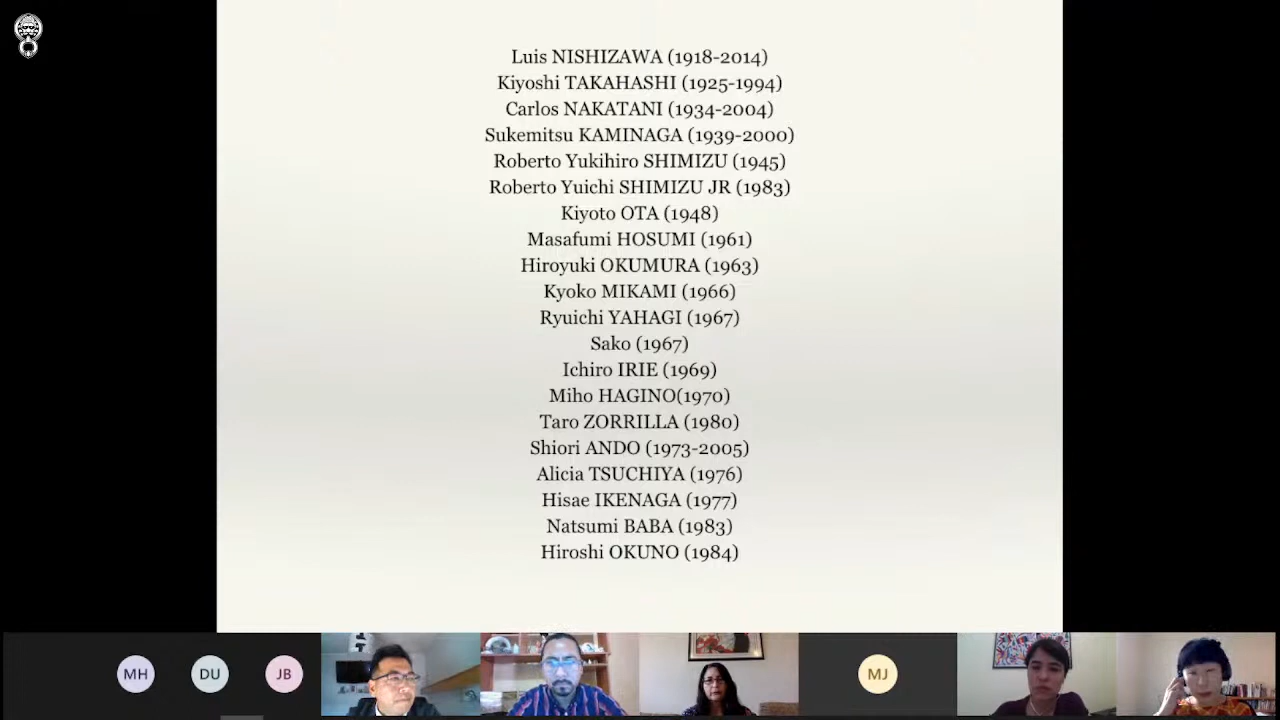 Luis NISHIZAWA (1918-2014)
Kiyoshi TAKAHASHI (1925-1994)
Carlos NAKATANI (1934-2004)
Sukemitsu KAMINAGA (1939-2000)
Roberto Yukihiro SHIMIZU (1945)
Roberto Yuichi SHIMIZU JR (1983)
Kiyoto OTA (1948)
Masafumi HOSUMI (1961)
Hiroyuki OKUMURA (1963)
Kyoko MIKAMI (1966)
Ryuichi YAHAGI (1967)
Sako (1967)
Ichiro IRIE (1969)
Miho HAGINO(1970)
Taro ZORRILLA (1980)
Shiori ANDO (1973-2005)
Alicia TSUCHIYA (1976)
Hisae IKENAGA (1977)
Natsumi BABA (1983)
Hiroshi OKUNO (1984)
MH DU JB MJ